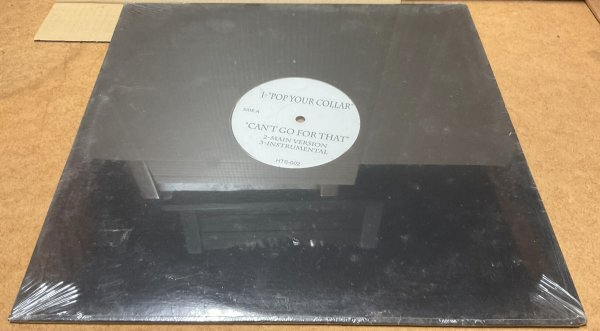 1-"POP YOUR COLLAR"
SIDE A
"CAN'T GO FOR THAT"
2-MAIN VERSION
3-INSTRUMENTAL
HTS-002